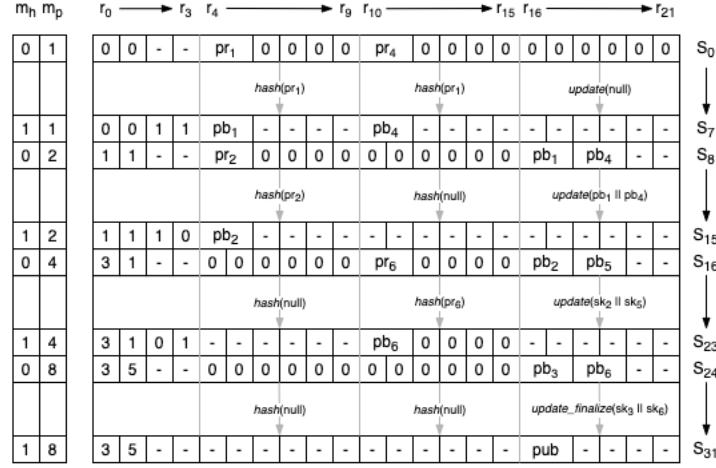 m_h m_p r_0 r_3 r_4 r_9 r_10 r_15 r_16 r_21
0 1 0 0 - - pr_1 0 0 0 0 pr_4 0 0 0 0 0 0 0 0 0 0 S_0
hash(pr_1) hash(pr_1) update(null)
1 1 0 0 1 1 pb_1 - - - - pb_4 - - - - - - - - - - S_7
0 2 1 1 - - pr_2 0 0 0 0 0 0 0 0 0 0 pb_1 pb_4 - - S_8
hash(pr_2) hash(null) update(pb_1 || pb_4)
1 2 1 1 1 0 pb_2 - - - - - - - - - - - - - - - - S_15
0 4 3 1 - - 0 0 0 0 0 0 pr_6 0 0 0 0 pb_2 pb_5 - - S_16
hash(null) hash(pr_6) update(sk_2 || sk_5)
1 4 3 1 0 1 - - - - - - pb_6 0 0 0 0 - - - - - - S_23
0 8 3 5 - - 0 0 0 0 0 0 0 0 0 0 0 0 pb_3 pb_6 - - S_24
hash(null) hash(null) update_finalize(sk_3 || sk_6)
1 8 3 5 - - - - - - - - - - - - - - pub - - - - S_31